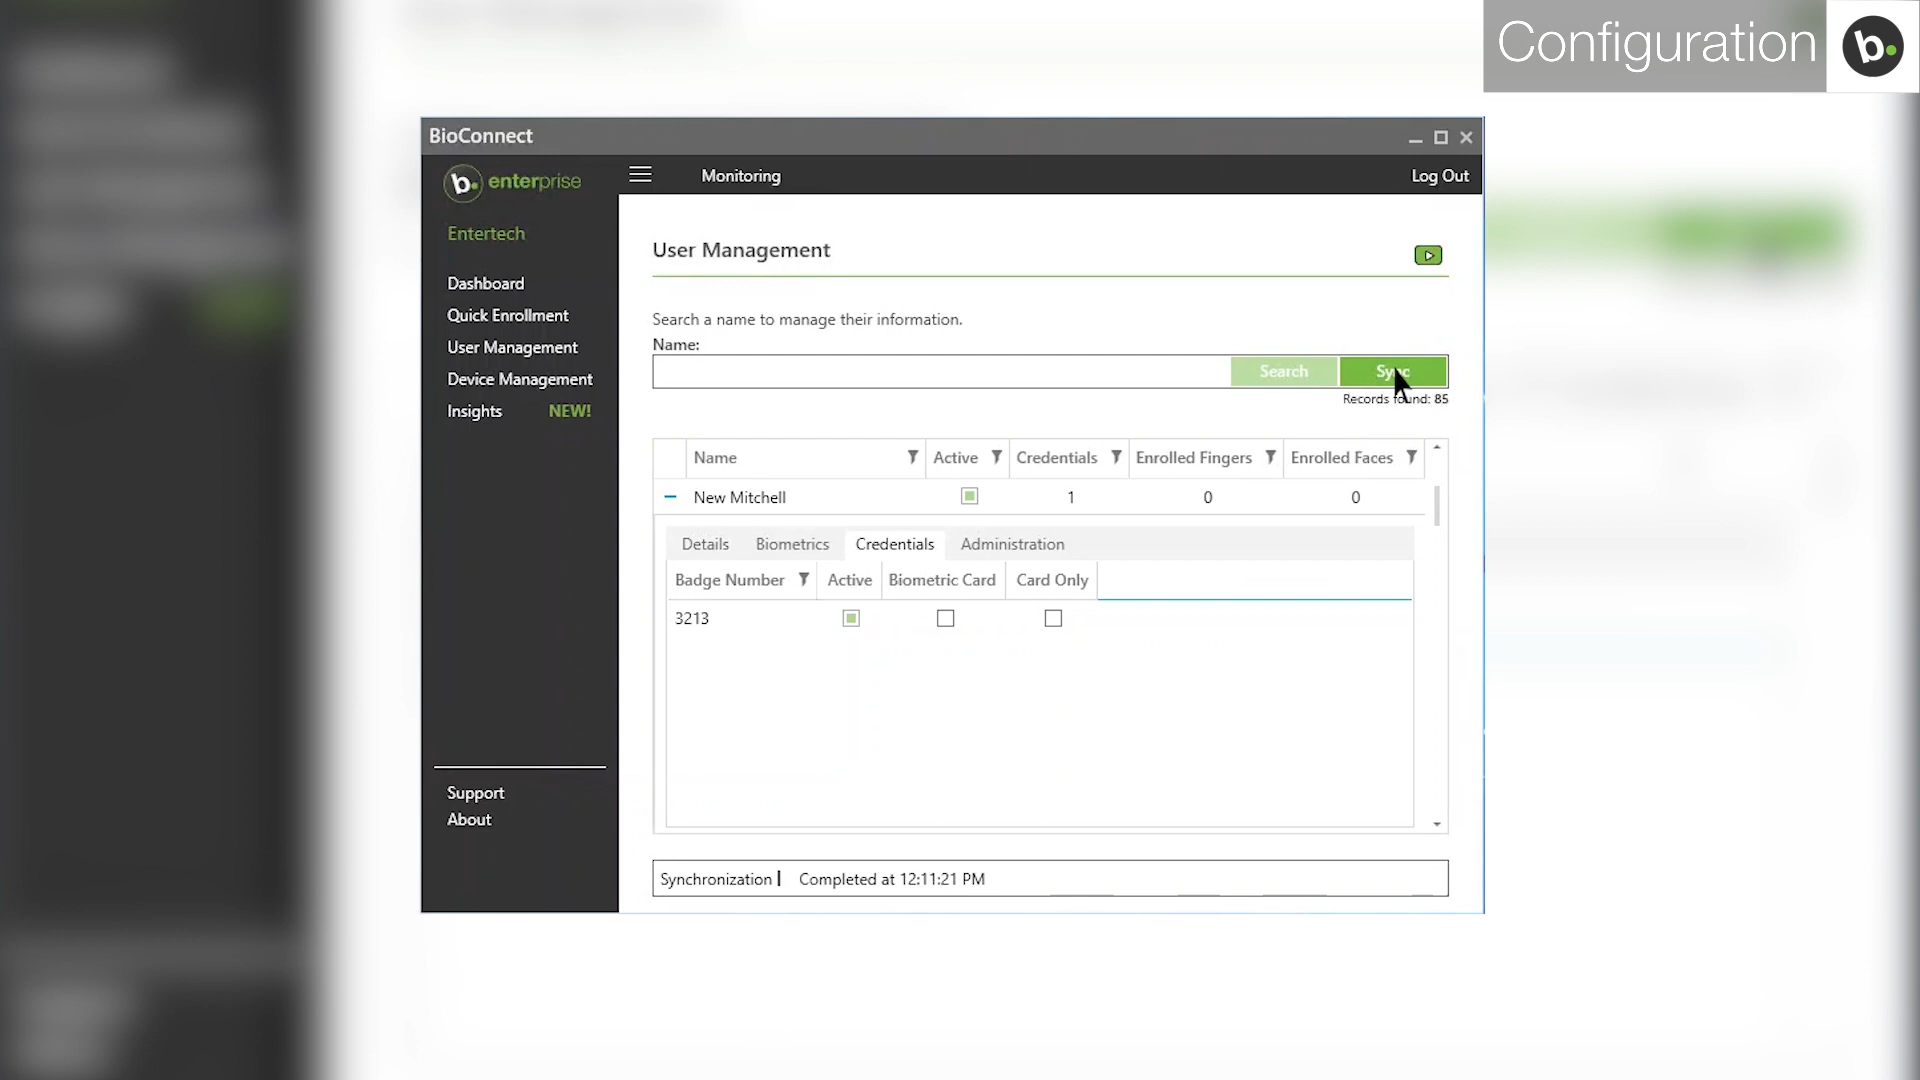 Configuration
b.
BioConnect
b. enterprise
Monitoring
Log Out
Entertech
Dashboard
Quick Enrollment
User Management
Device Management
Insights NEW!
Support
About
User Management
Search a name to manage their information.
Name:
Search
Sync
Records found: 85
Name Active Credentials Enrolled Fingers Enrolled Faces
New Mitchell 1 0 0
Details Biometrics Credentials Administration
Badge Number Active Biometric Card Card Only
3213
Synchronization Completed at 12:11:21 PM